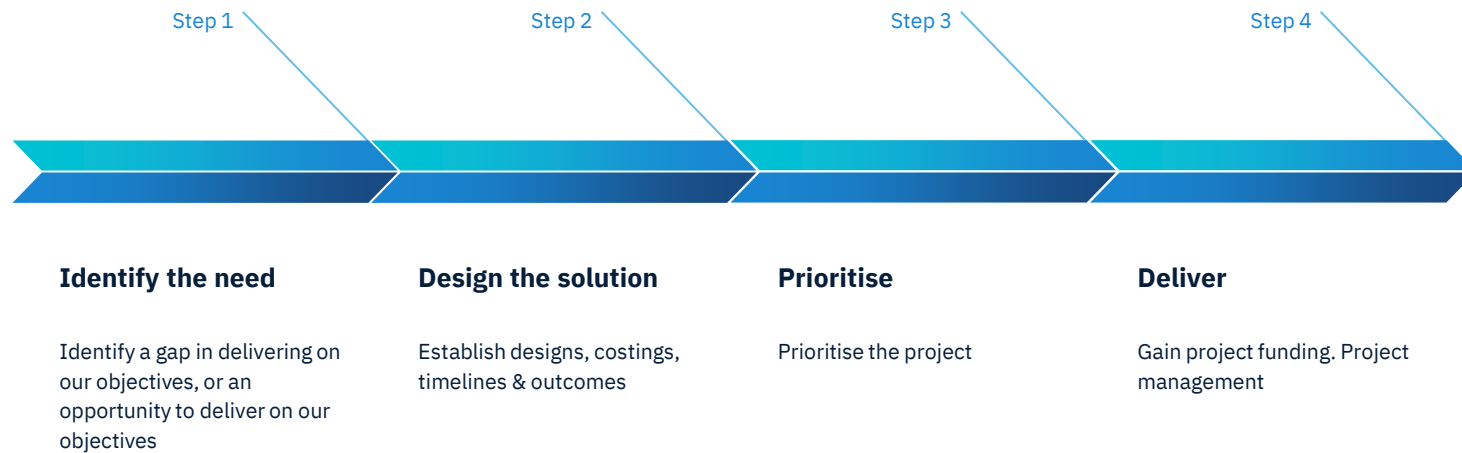 Step 1
Step 2
Step 3
Step 4
Identify the need
Identify a gap in delivering on
our objectives, or an
opportunity to deliver on our
objectives
Design the solution
Establish designs, costings,
timelines & outcomes
Prioritise
Prioritise the project
Deliver
Gain project funding. Project
management